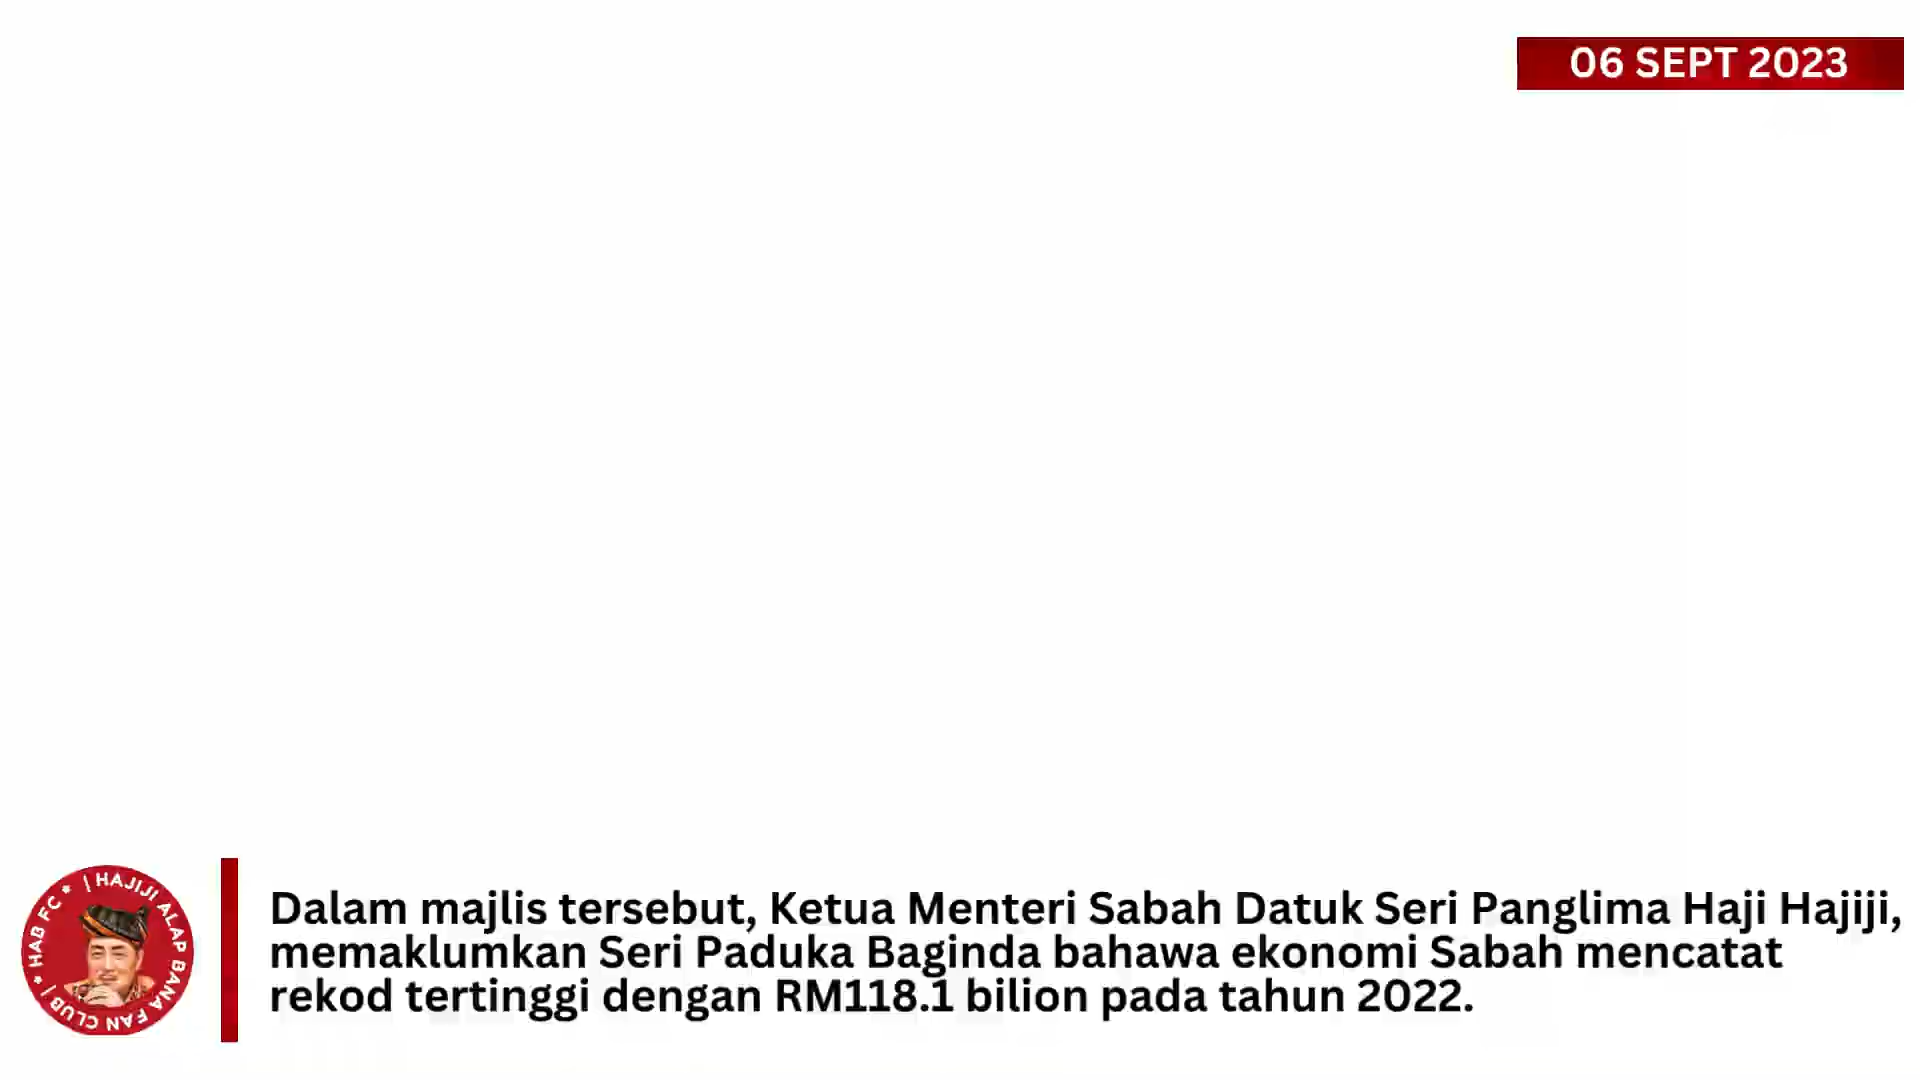 06 SEPT 2023
Dalam majlis tersebut, Ketua Menteri Sabah Datuk Seri Panglima Haji Hajiji,
memaklumkan Seri Paduka Baginda bahawa ekonomi Sabah mencatat
rekod tertinggi dengan RM118.1 bilion pada tahun 2022.
* HAB FC * | HAJIJI ALAP BANA FAN CLUB |